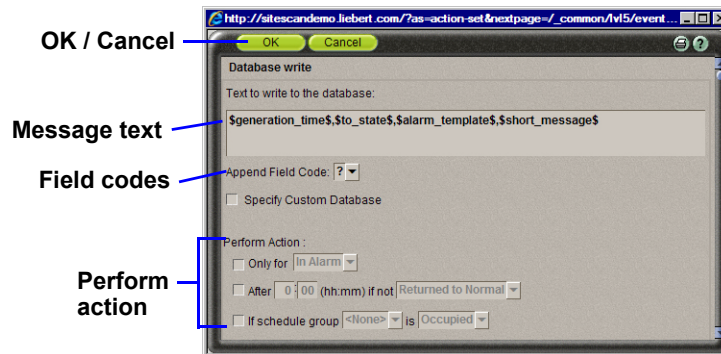 http://sitescandemo.liebert.com/?as=action-set&nextpage=/_common/lvl5/event...
OK / Cancel
OK Cancel
?
Database write
Text to write to the database:
Message text
$generation_time$,$to_state$,$alarm_template$,$short_message$
Field codes
Append Field Code: ?
Specify Custom Database
Perform Action :
Only for In Alarm
Perform action
After 0 : 00 (hh:mm) if not Returned to Normal
If schedule group <None> is Occupied